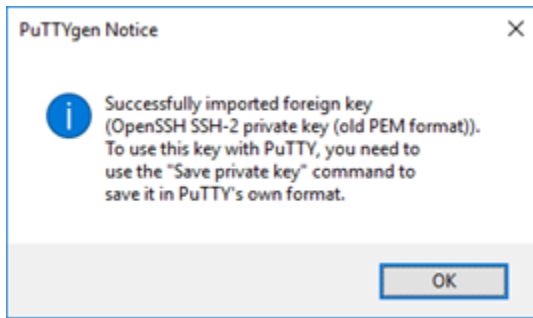 PuTTYgen Notice
Successfully imported foreign key
(OpenSSH SSH-2 private key (old PEM format)).
To use this key with PuTTY, you need to
use the "Save private key" command to
save it in PuTTY's own format.
OK